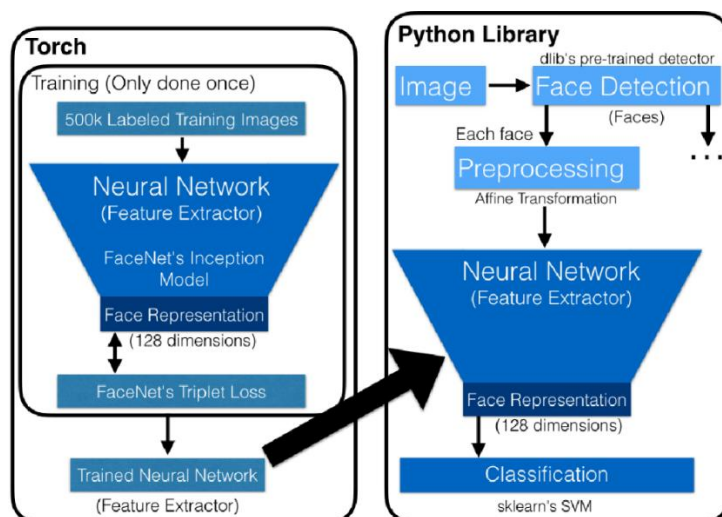 Torch
Training (Only done once)
500k Labeled Training Images
Neural Network
(Feature Extractor)
FaceNet's Inception
Model
Face Representation
(128 dimensions)
FaceNet's Triplet Loss
Trained Neural Network
(Feature Extractor)
Python Library
dlib's pre-trained detector
Image
Face Detection
(Faces)
Each face
...
Preprocessing
Affine Transformation
Neural Network
(Feature Extractor)
Face Representation
(128 dimensions)
Classification
sklearn's SVM